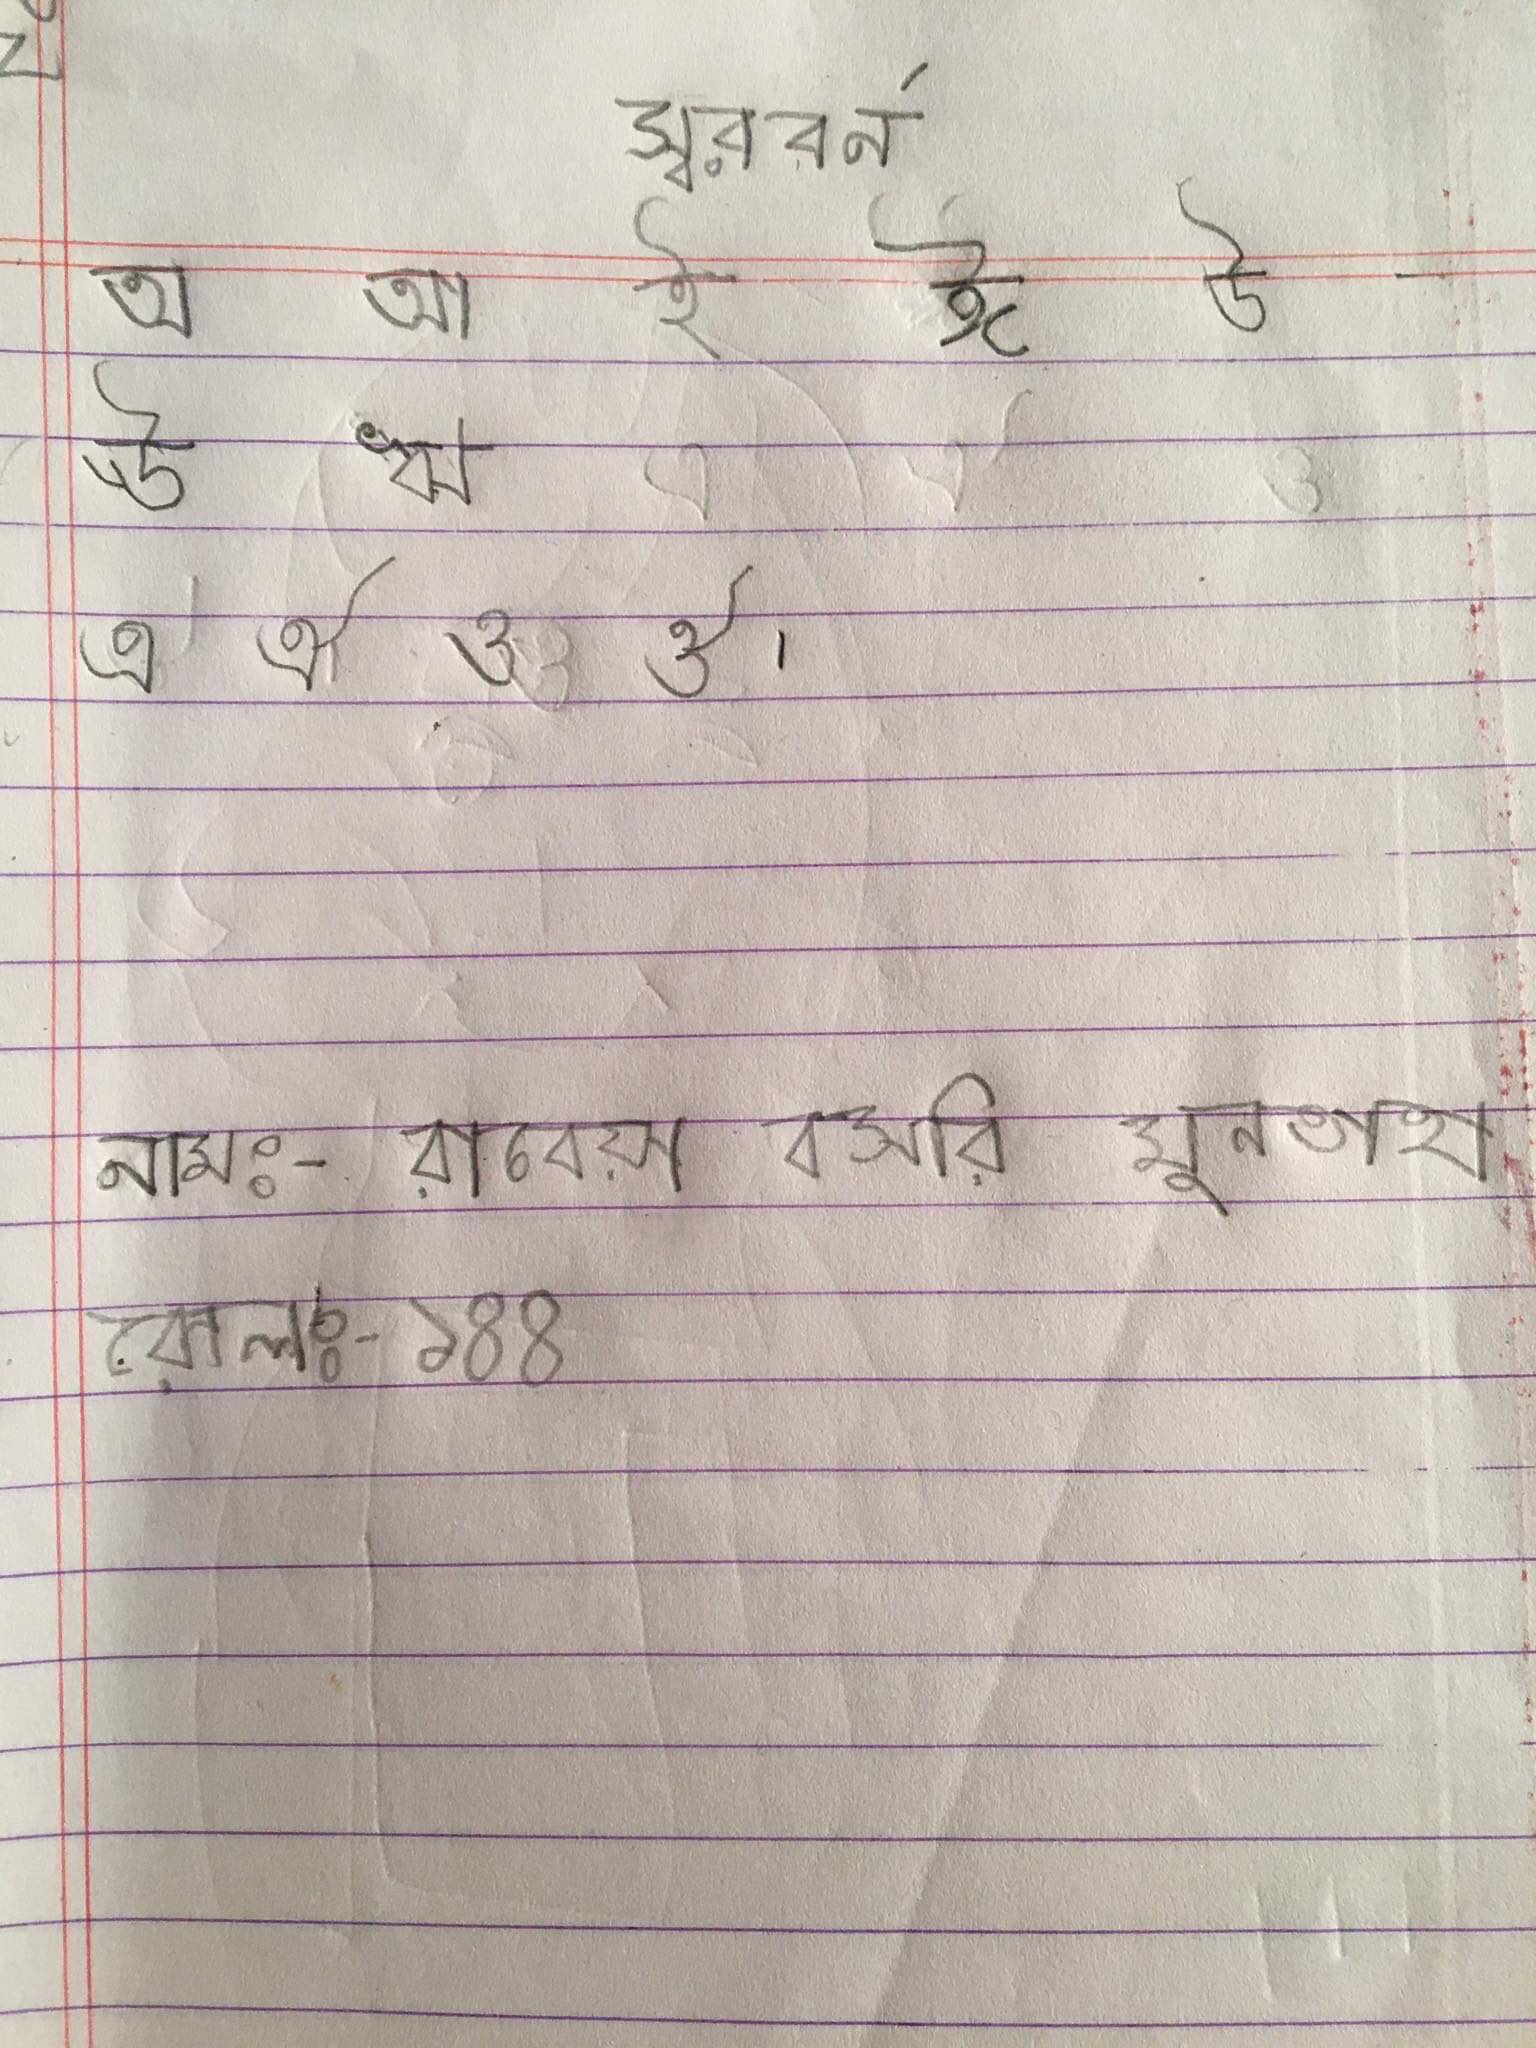 স্বরবর্ন
অ আ ই ঈ উ -
ঊ ঋ
এ ঐ ও ঔ।
নামঃ- রাবেয়া বসরি মুনতাহা
রোলঃ- ১৪৪